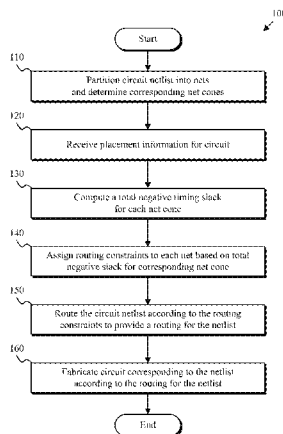 100
Start
110
Partition circuit netlist into nets
and determine corresponding net cones
120
Receive placement information for circuit
130
Compute a total negative timing slack
for each net cone
140
Assign routing constraints to each net based on total
negative slack for corresponding net cone
150
Route the circuit netlist according to the routing
constraints to provide a routing for the netlist
160
Fabricate circuit corresponding to the netlist
according to the routing for the netlist
End